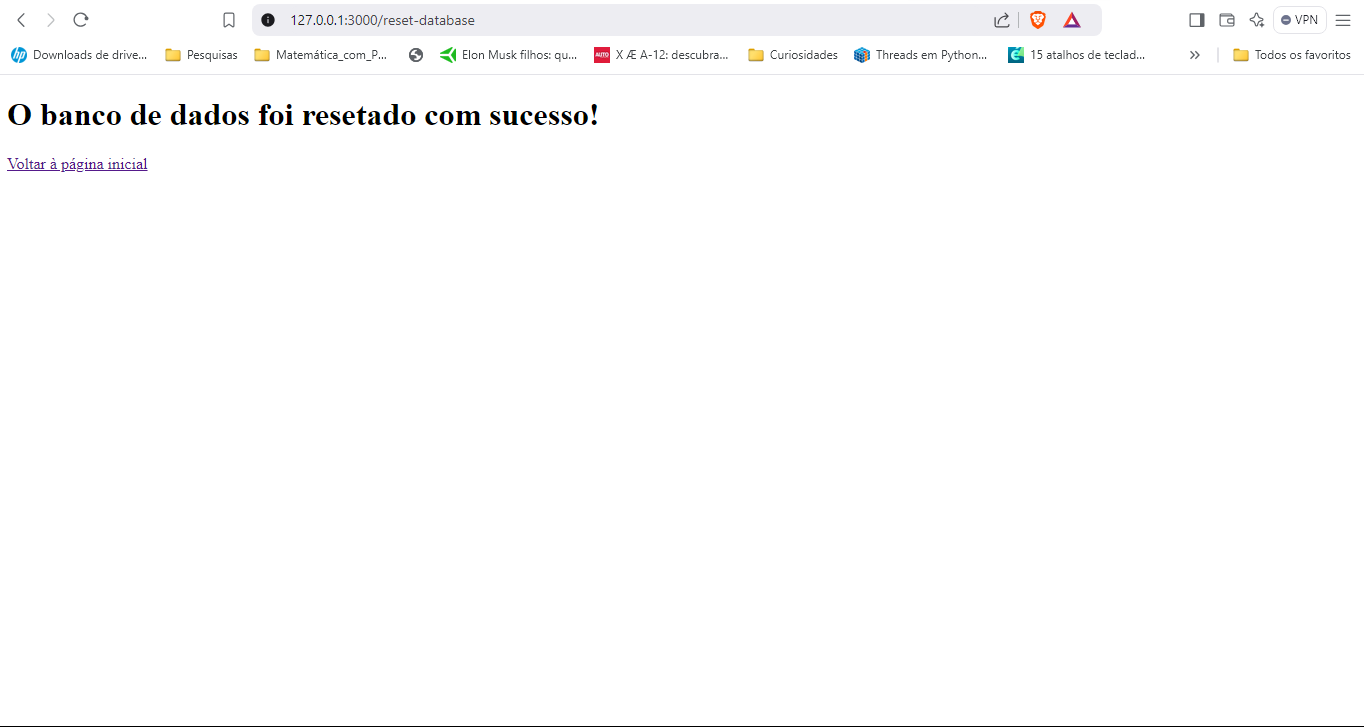 127.0.0.1:3000/reset-database
VPN
Downloads de drive...
Pesquisas
Matemática_com_P...
Elon Musk filhos: qu...
AUTO
X Æ A-12: descubra...
Curiosidades
Threads em Python...
15 atalhos de teclad...
Todos os favoritos
O banco de dados foi resetado com sucesso!
Voltar à página inicial